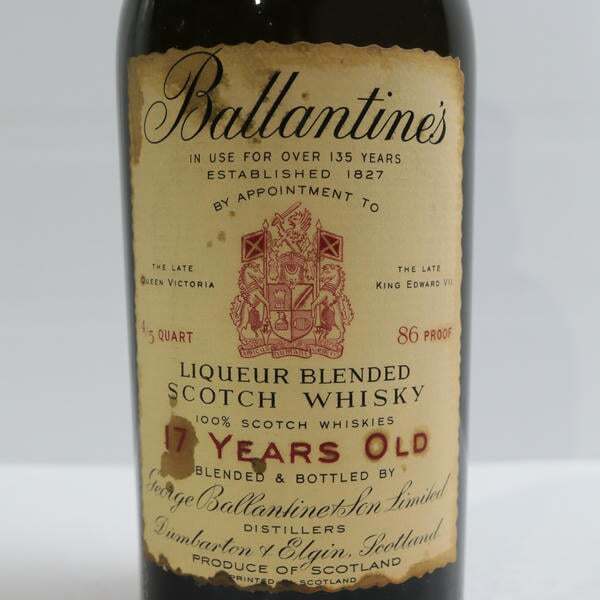 Ballantine's
IN USE FOR OVER 135 YEARS
ESTABLISHED 1827
BY APPOINTMENT TO
THE LATE
QUEEN VICTORIA
THE LATE
KING EDWARD VII
4/5 QUART
86 PROOF
LIQUEUR BLENDED
SCOTCH WHISKY
100% SCOTCH WHISKIES
17 YEARS OLD
BLENDED & BOTTLED BY
George Ballantine & Son Limited
DISTILLERS
Dumbarton & Elgin, Scotland
PRODUCE OF SCOTLAND
PRINTED IN SCOTLAND